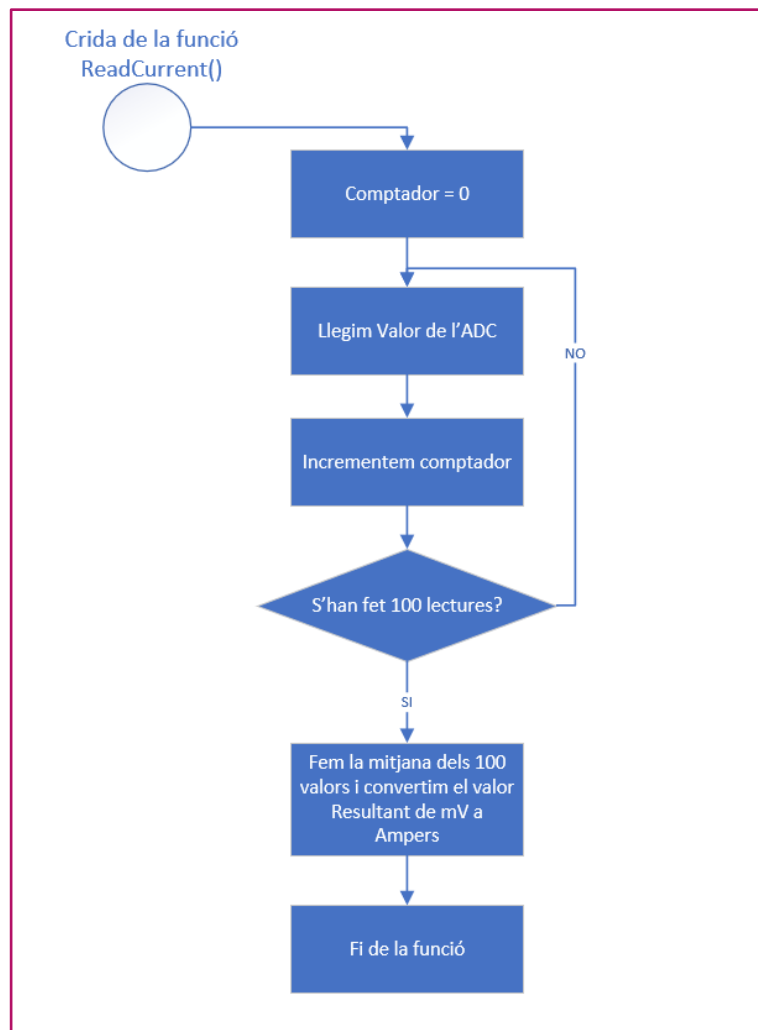 Crida de la funció
ReadCurrent()
Comptador = 0
Llegim Valor de l'ADC
NO
Incrementem comptador
S'han fet 100 lectures?
SI
Fem la mitjana dels 100
valors i convertim el valor
Resultant de mV a
Ampers
Fi de la funció